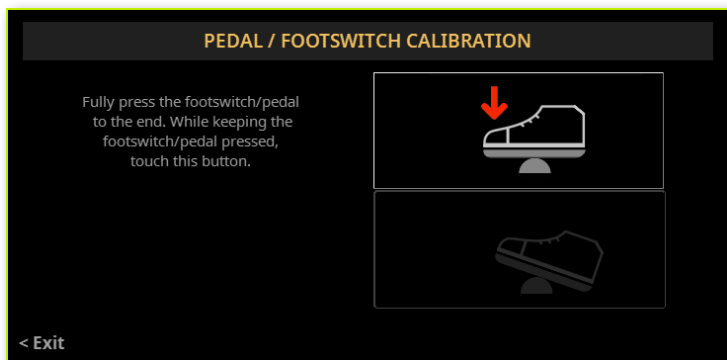 PEDAL / FOOTSWITCH CALIBRATION
Fully press the footswitch/pedal
to the end. While keeping the
footswitch/pedal pressed,
touch this button.
< Exit